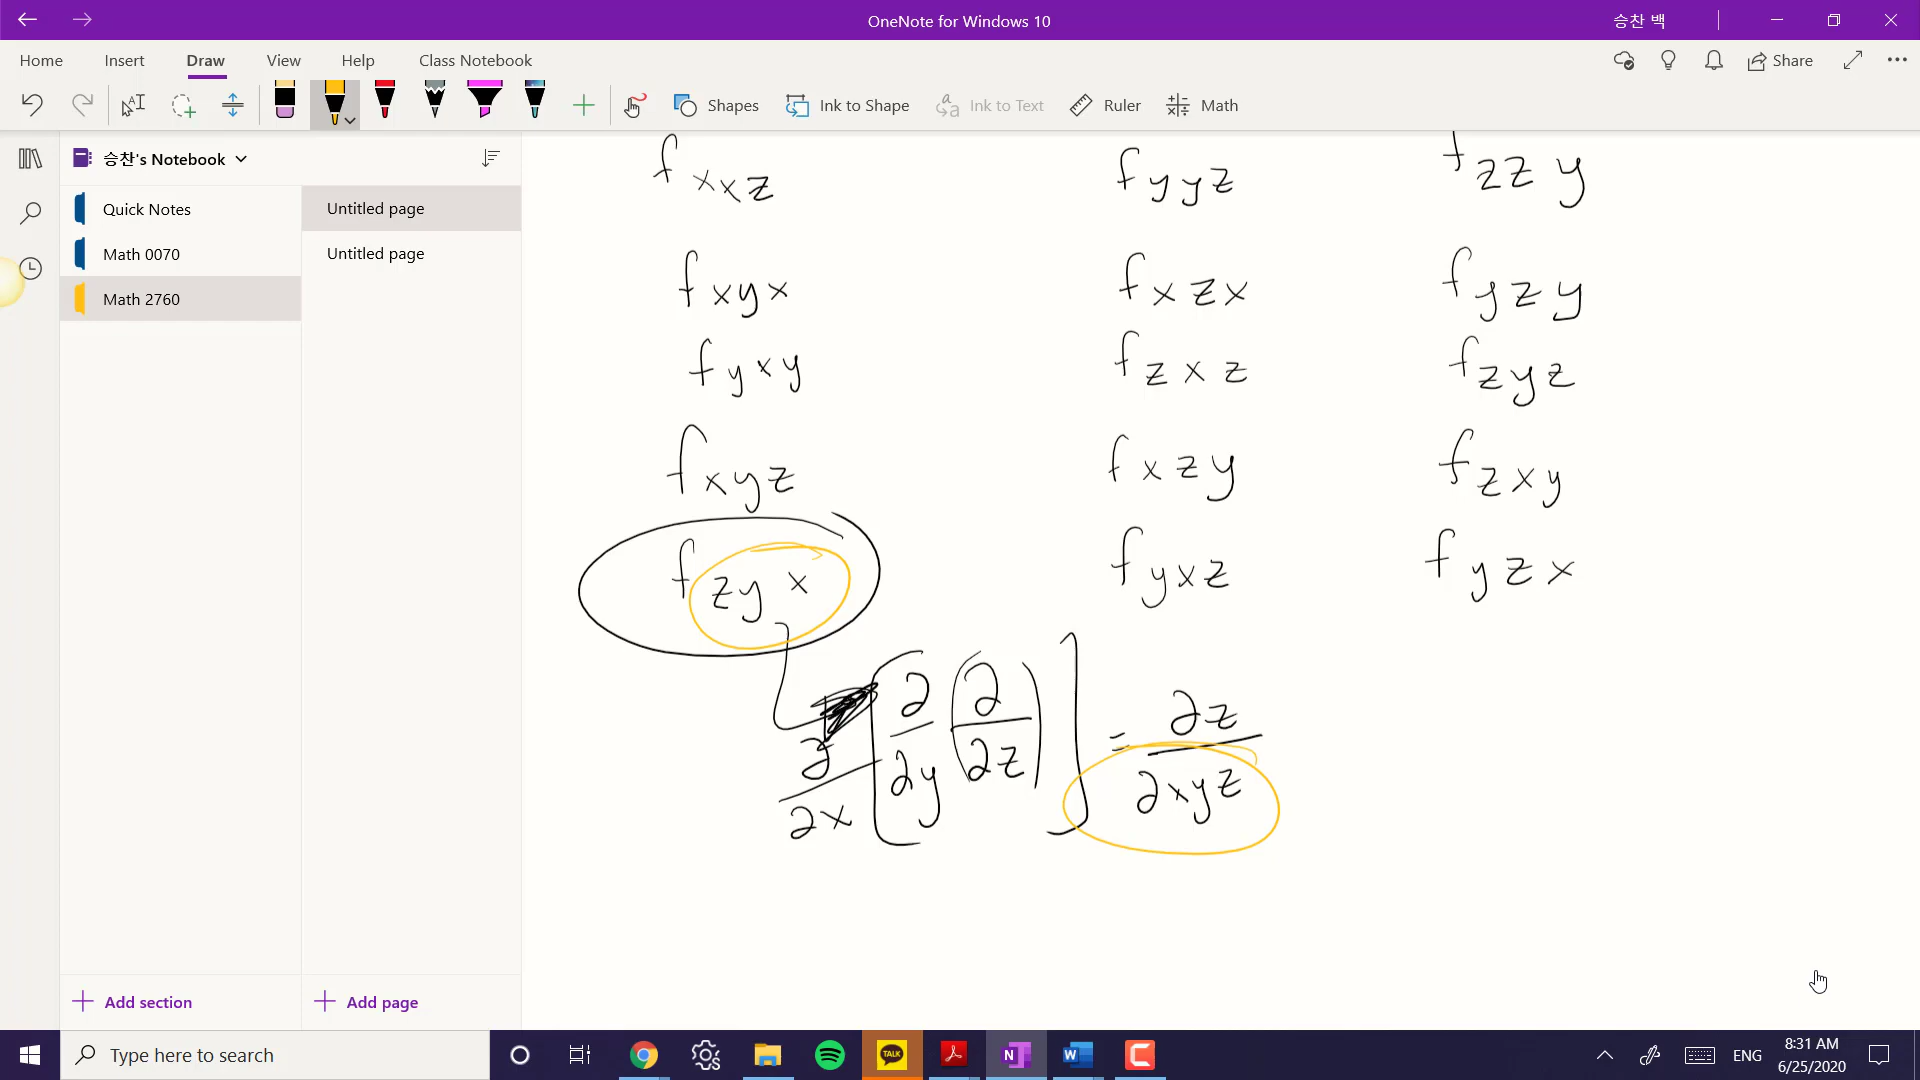 OneNote for Windows 10
승찬 백
Home Insert Draw View Help Class Notebook
Share
Shapes Ink to Shape Ink to Text Ruler Math
승찬's Notebook
Quick Notes
Math 0070
Math 2760
Untitled page
Untitled page
Add section
Add page
f xxz f yyz f zzy
f xyx f xzx f yzy
f yxy f zxz f zyz
f xyz f xzy f zxy
f zyx f yxz f yzx
∂/∂x [∂/∂y (∂/∂z)] = ∂z/∂xyz
Type here to search
TALK
ENG
8:31 AM
6/25/2020